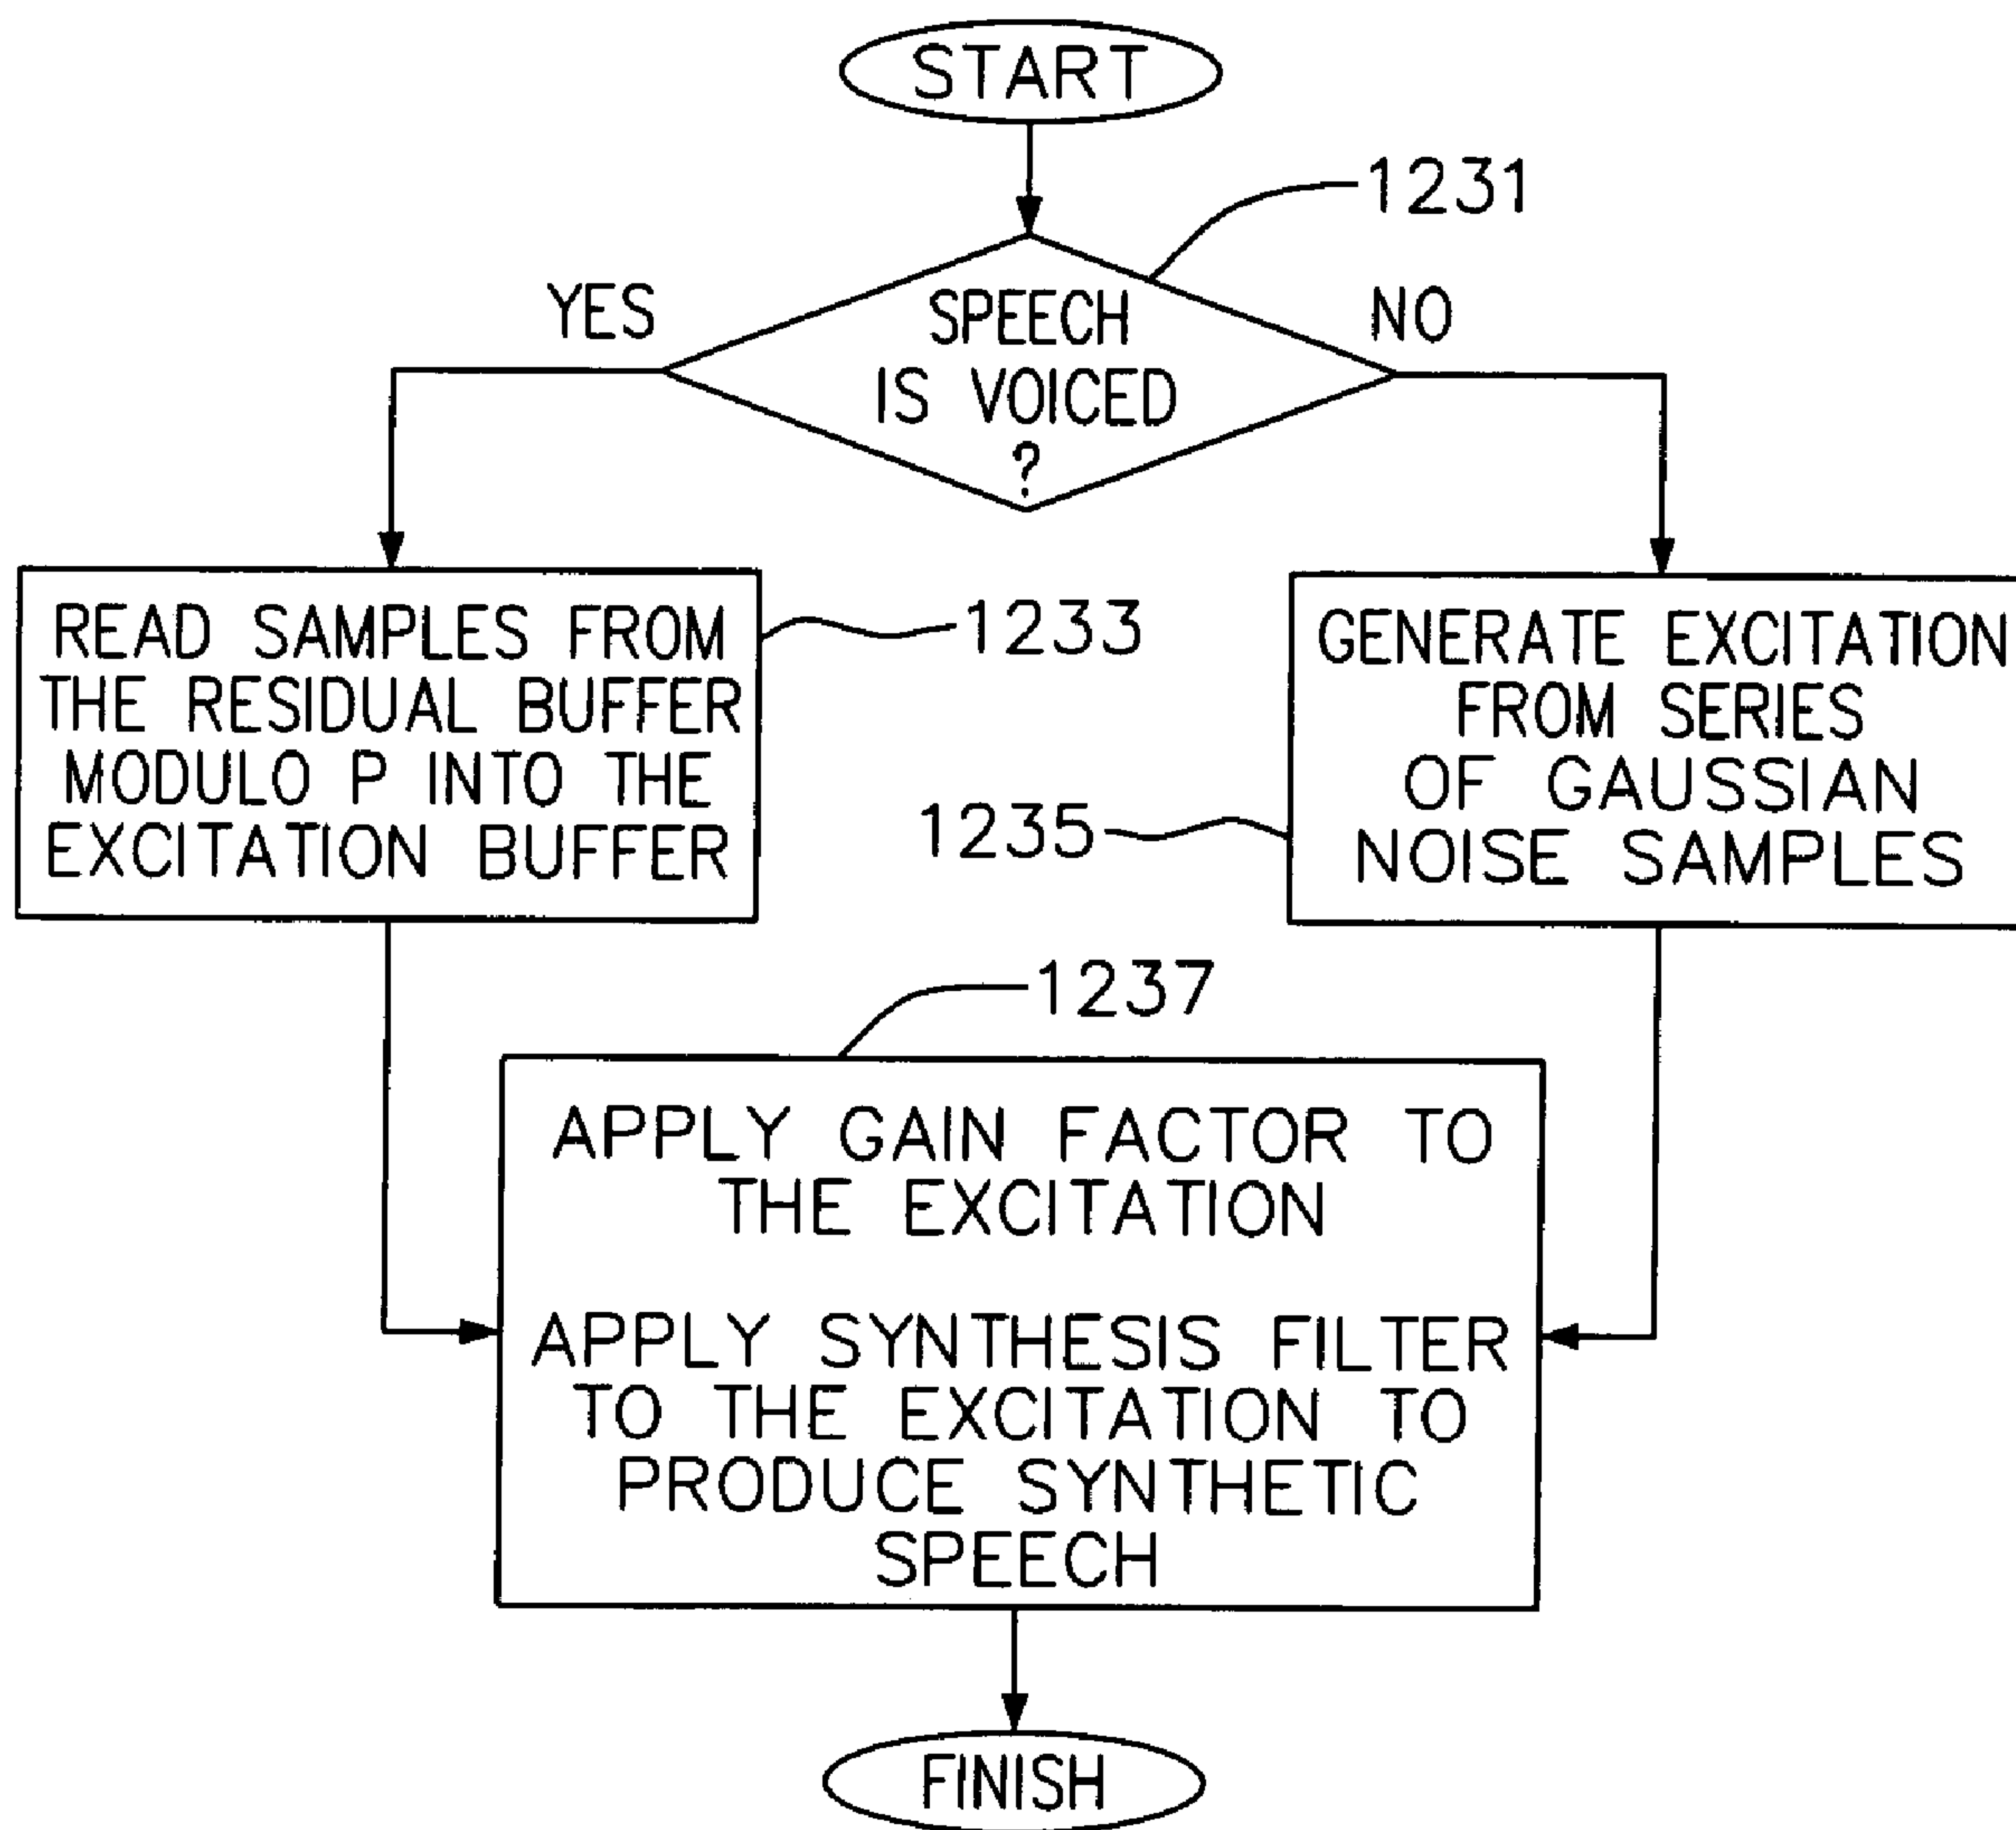 START
1231
YES
NO
SPEECH
IS VOICED
?
READ SAMPLES FROM
THE RESIDUAL BUFFER
MODULO P INTO THE
EXCITATION BUFFER
1233
GENERATE EXCITATION
FROM SERIES
OF GAUSSIAN
NOISE SAMPLES
1235
1237
APPLY GAIN FACTOR TO
THE EXCITATION
APPLY SYNTHESIS FILTER
TO THE EXCITATION TO
PRODUCE SYNTHETIC
SPEECH
FINISH